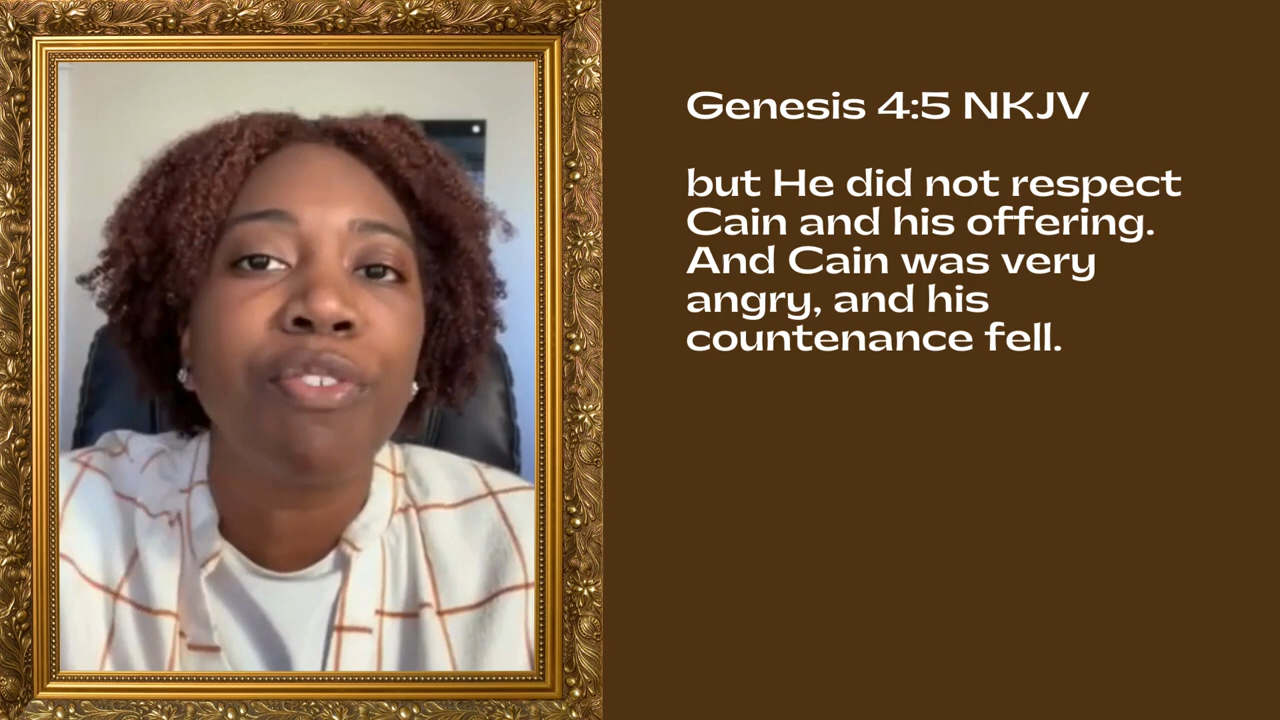 Genesis 4:5 NKJV
but He did not respect
Cain and his offering.
And Cain was very
angry, and his
countenance fell.